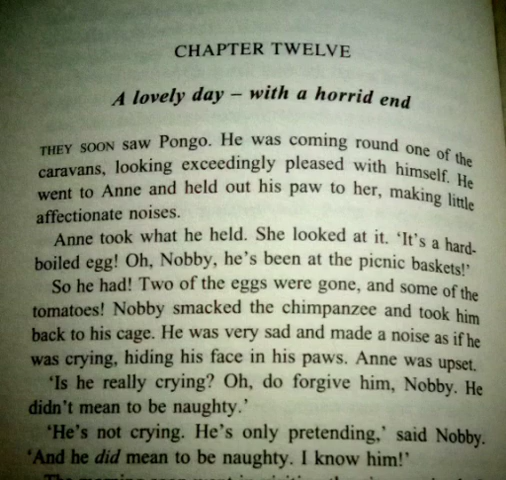 CHAPTER TWELVE
A lovely day – with a horrid end
THEY SOON saw Pongo. He was coming round one of the
caravans, looking exceedingly pleased with himself. He
went to Anne and held out his paw to her, making little
affectionate noises.
Anne took what he held. She looked at it. ‘It's a hard-
boiled egg! Oh, Nobby, he's been at the picnic baskets!’
So he had! Two of the eggs were gone, and some of the
tomatoes! Nobby smacked the chimpanzee and took him
back to his cage. He was very sad and made a noise as if he
was crying, hiding his face in his paws. Anne was upset.
‘Is he really crying? Oh, do forgive him, Nobby. He
didn't mean to be naughty.’
‘He's not crying. He's only pretending,’ said Nobby.
‘And he did mean to be naughty. I know him!’